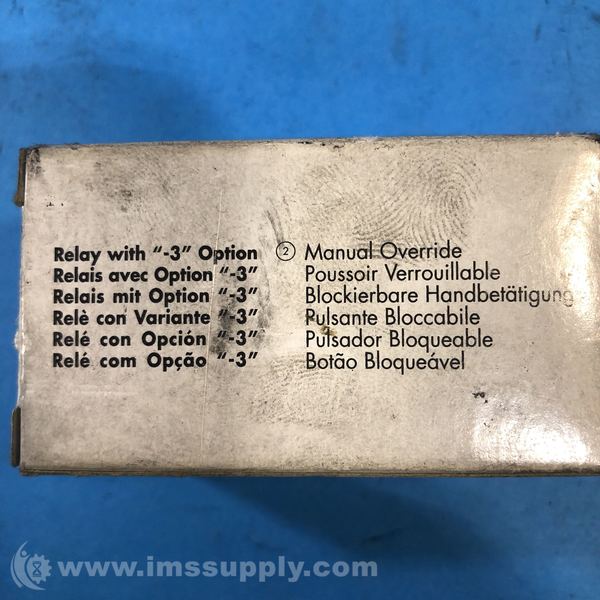 Relay with “-3” Option ② Manual Override
Relais avec Option “-3” Poussoir Verrouillable
Relais mit Option “-3” Blockierbare Handbetätigung
Relè con Variante “-3” Pulsante Bloccabile
Relé con Opción “-3” Pulsador Bloqueable
Relé com Opção “-3” Botão Bloqueável
www.imssupply.com